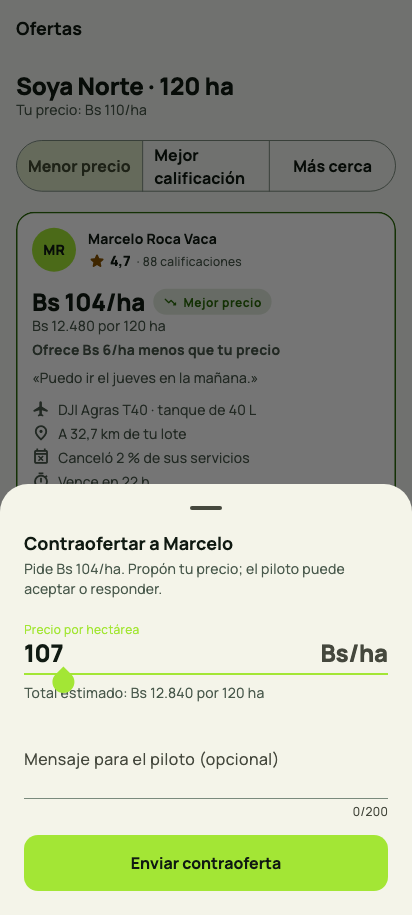 Ofertas
Soya Norte · 120 ha
Tu precio: Bs 110/ha
Menor precio
Mejor calificación
Más cerca
MR
Marcelo Roca Vaca
4,7 · 88 calificaciones
Bs 104/ha
Mejor precio
Bs 12.480 por 120 ha
Ofrece Bs 6/ha menos que tu precio
«Puedo ir el jueves en la mañana.»
DJI Agras T40 · tanque de 40 L
A 32,7 km de tu lote
Canceló 2 % de sus servicios
Vence en 22 h
Contraofertar a Marcelo
Pide Bs 104/ha. Propón tu precio; el piloto puede
aceptar o responder.
Precio por hectárea
107 Bs/ha
Total estimado: Bs 12.840 por 120 ha
Mensaje para el piloto (opcional)
0/200
Enviar contraoferta